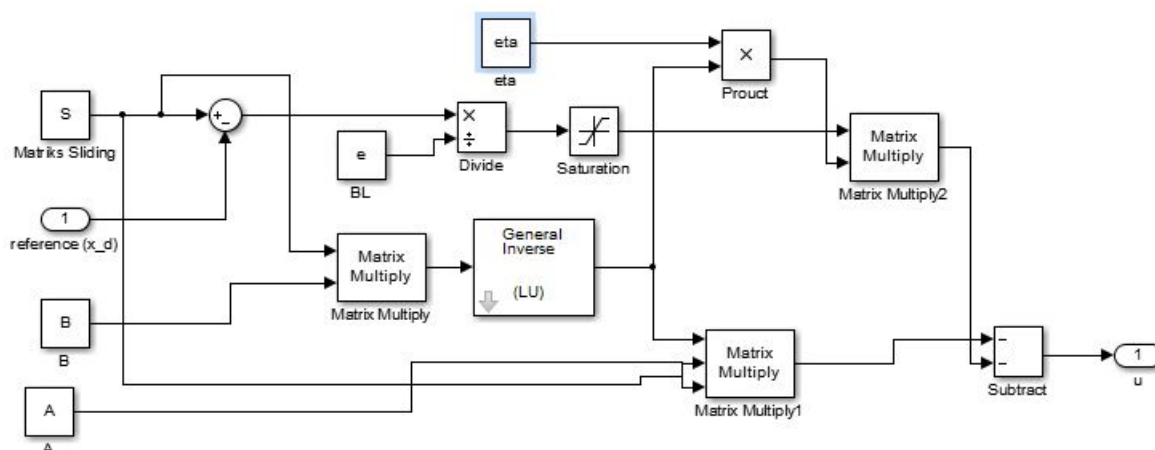 eta
eta
×
Prouct
S
Matriks Sliding
+
-
e
BL
×
÷
Divide
Saturation
Matrix
Multiply
Matrix Multiply2
1
reference (x_d)
Matrix
Multiply
Matrix Multiply
General
Inverse
(LU)
B
B
Matrix
Multiply
Matrix Multiply1
-
-
Subtract
1
u
A
A